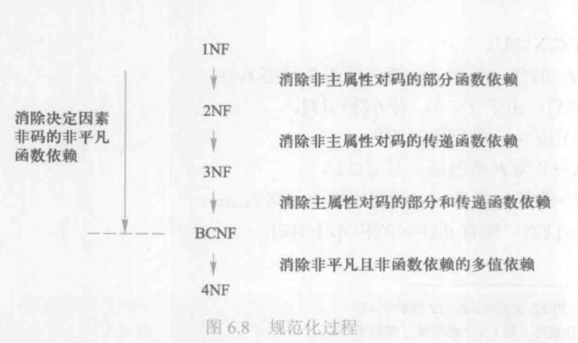 1NF
消除非主属性对码的部分函数依赖
2NF
消除决定因素
非码的非平凡
函数依赖
消除非主属性对码的传递函数依赖
3NF
消除主属性对码的部分和传递函数依赖
BCNF
消除非平凡且非函数依赖的多值依赖
4NF
图 6.8 规范化过程